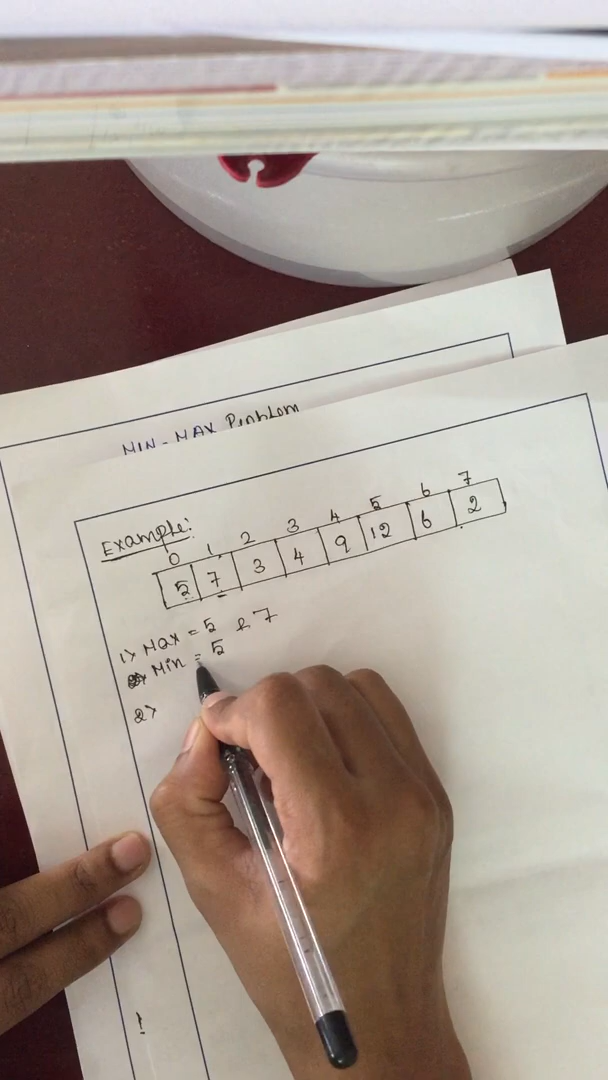 MIN - MAX Problem
Example:
0 1 2 3 4 5 6 7
5 7 3 4 9 12 6 2
1> Max = 5 & 7
Min = 5
2>